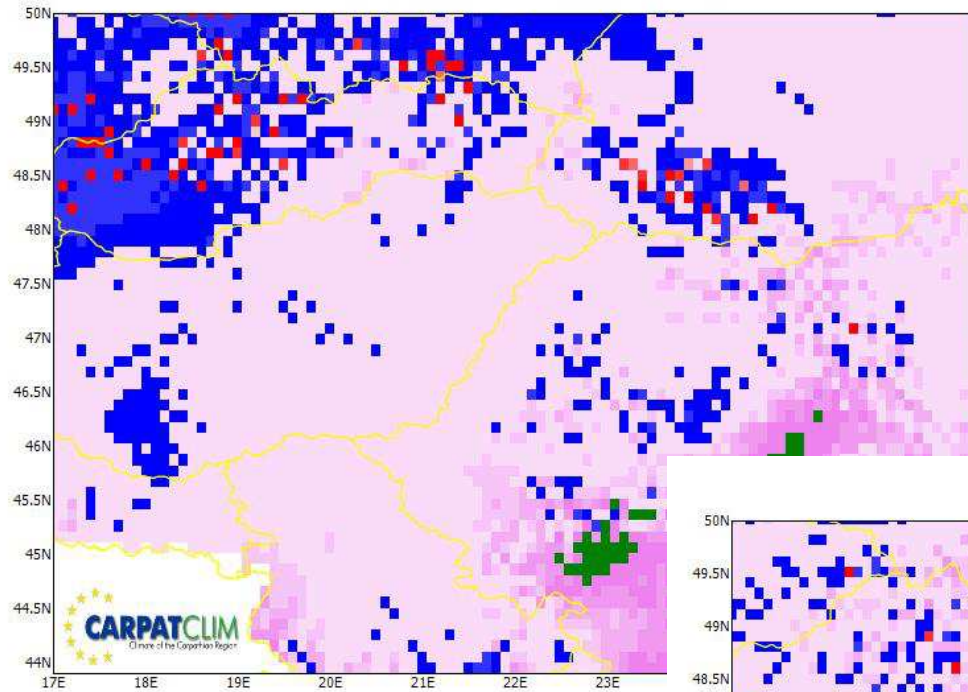 50N
49.5N
49N
48.5N
48N
47.5N
47N
46.5N
46N
45.5N
45N
44.5N
44N
17E 18E 19E 20E 21E 22E 23E
CARPATCLIM
Climate of the Carpathian Region
50N
49.5N
49N
48.5N